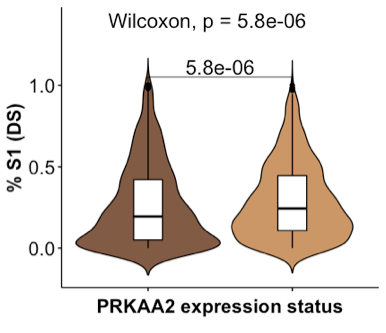 Wilcoxon, p = 5.8e-06
5.8e-06
% S1 (DS)
1.0
0.5
0.0
PRKAA2 expression status